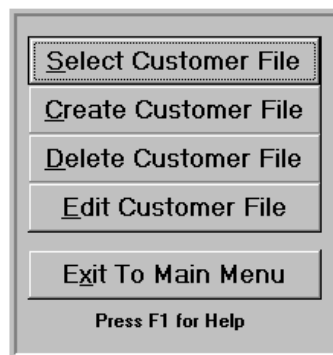 Select Customer File
Create Customer File
Delete Customer File
Edit Customer File
Exit To Main Menu
Press F1 for Help